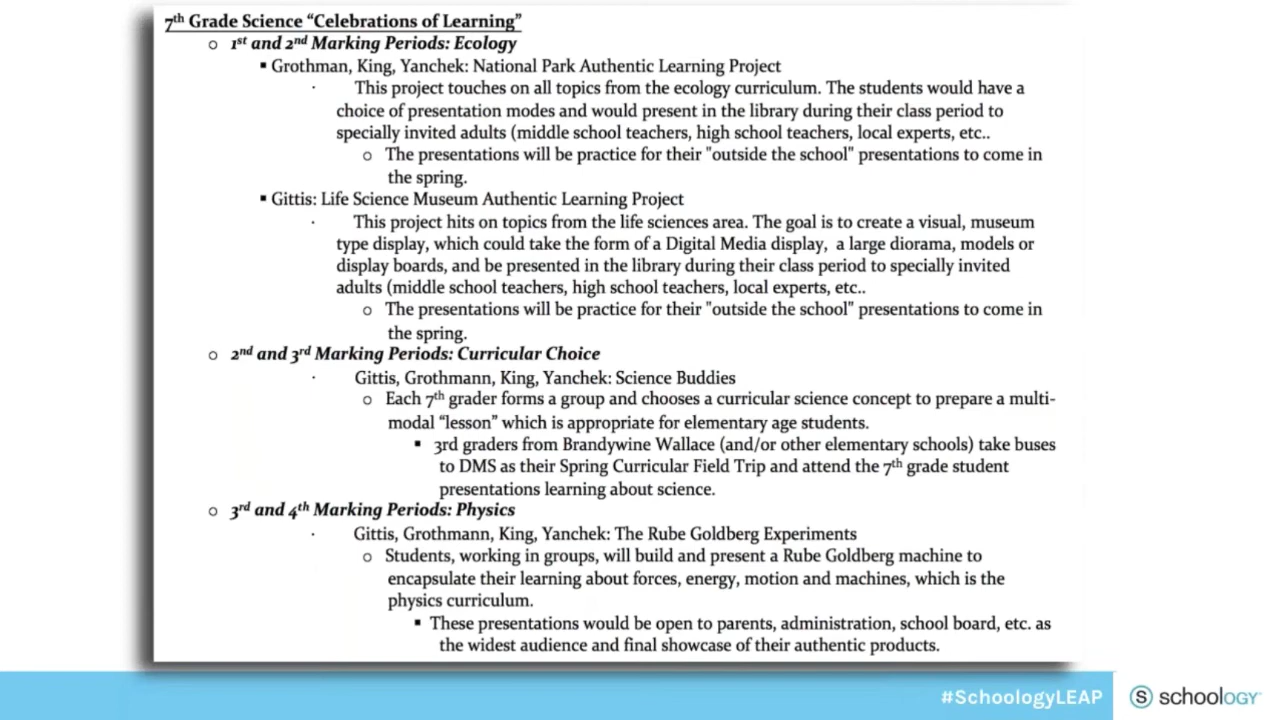 7th Grade Science “Celebrations of Learning”
o 1st and 2nd Marking Periods: Ecology
▪ Grothman, King, Yanchek: National Park Authentic Learning Project
· This project touches on all topics from the ecology curriculum. The students would have a
choice of presentation modes and would present in the library during their class period to
specially invited adults (middle school teachers, high school teachers, local experts, etc..
o The presentations will be practice for their "outside the school" presentations to come in
the spring.
▪ Gittis: Life Science Museum Authentic Learning Project
· This project hits on topics from the life sciences area. The goal is to create a visual, museum
type display, which could take the form of a Digital Media display, a large diorama, models or
display boards, and be presented in the library during their class period to specially invited
adults (middle school teachers, high school teachers, local experts, etc..
o The presentations will be practice for their "outside the school" presentations to come in
the spring.
o 2nd and 3rd Marking Periods: Curricular Choice
· Gittis, Grothmann, King, Yanchek: Science Buddies
o Each 7th grader forms a group and chooses a curricular science concept to prepare a multi-
modal “lesson” which is appropriate for elementary age students.
▪ 3rd graders from Brandywine Wallace (and/or other elementary schools) take buses
to DMS as their Spring Curricular Field Trip and attend the 7th grade student
presentations learning about science.
o 3rd and 4th Marking Periods: Physics
· Gittis, Grothmann, King, Yanchek: The Rube Goldberg Experiments
o Students, working in groups, will build and present a Rube Goldberg machine to
encapsulate their learning about forces, energy, motion and machines, which is the
physics curriculum.
▪ These presentations would be open to parents, administration, school board, etc. as
the widest audience and final showcase of their authentic products.
#SchoologyLEAP
S schoology